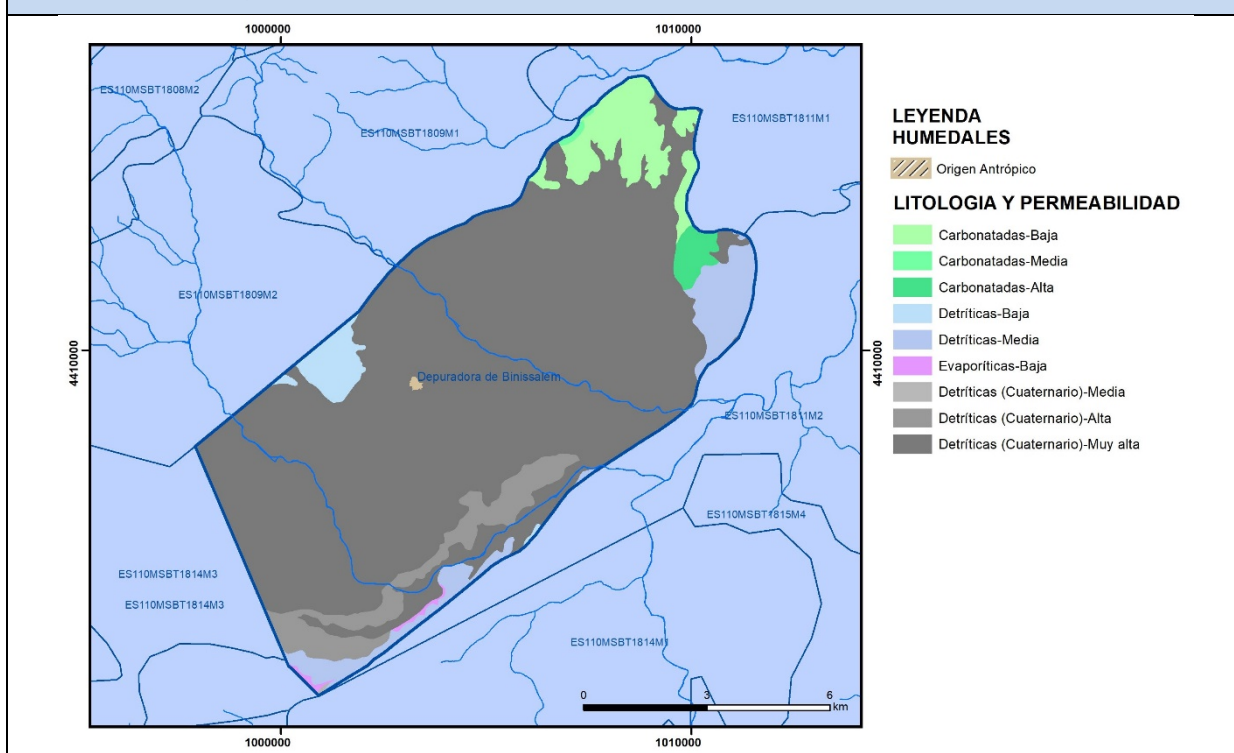 1000000
1010000
ES110MSBT1808M2
ES110MSBT1809M1
ES110MSBT1811M1
ES110MSBT1809M2
4410000
4410000
Depuradora de Binissalem
ES110MSBT1811M2
ES110MSBT1815M4
ES110MSBT1814M3
ES110MSBT1814M3
ES110MSBT1814M1
0
3
6
km
1000000
1010000
LEYENDA
HUMEDALES
Origen Antrópico
LITOLOGIA Y PERMEABILIDAD
Carbonatadas-Baja
Carbonatadas-Media
Carbonatadas-Alta
Detríticas-Baja
Detríticas-Media
Evaporíticas-Baja
Detríticas (Cuaternario)-Media
Detríticas (Cuaternario)-Alta
Detríticas (Cuaternario)-Muy alta